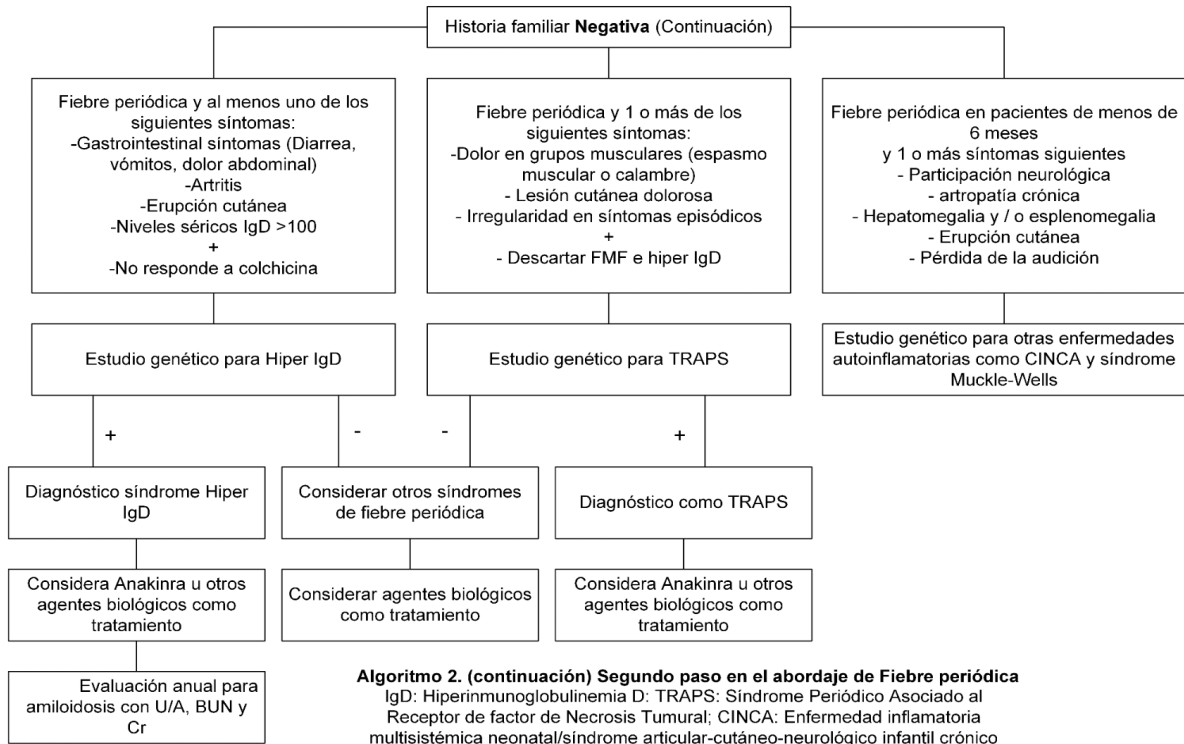 Historia familiar Negativa (Continuación)
Fiebre periódica y al menos uno de los
siguientes síntomas:
-Gastrointestinal síntomas (Diarrea,
vómitos, dolor abdominal)
-Artritis
-Erupción cutánea
-Niveles séricos IgD >100
+
-No responde a colchicina
Fiebre periódica y 1 o más de los
siguientes síntomas:
-Dolor en grupos musculares (espasmo
muscular o calambre)
- Lesión cutánea dolorosa
- Irregularidad en síntomas episódicos
+
- Descartar FMF e hiper IgD
Fiebre periódica en pacientes de menos de
6 meses
y 1 o más síntomas siguientes
- Participación neurológica
- artropatía crónica
- Hepatomegalia y / o esplenomegalia
- Erupción cutánea
- Pérdida de la audición
Estudio genético para Hiper IgD
Estudio genético para TRAPS
Estudio genético para otras enfermedades
autoinflamatorias como CINCA y síndrome
Muckle-Wells
+
-
-
+
Diagnóstico síndrome Hiper
IgD
Considerar otros síndromes
de fiebre periódica
Diagnóstico como TRAPS
Considera Anakinra u otros
agentes biológicos como
tratamiento
Considerar agentes biológicos
como tratamiento
Considera Anakinra u otros
agentes biológicos como
tratamiento
Evaluación anual para
amiloidosis con U/A, BUN y
Cr
Algoritmo 2. (continuación) Segundo paso en el abordaje de Fiebre periódica
IgD: Hiperinmunoglobulinemia D: TRAPS: Síndrome Periódico Asociado al
Receptor de factor de Necrosis Tumural; CINCA: Enfermedad inflamatoria
multisistémica neonatal/síndrome articular-cutáneo-neurológico infantil crónico